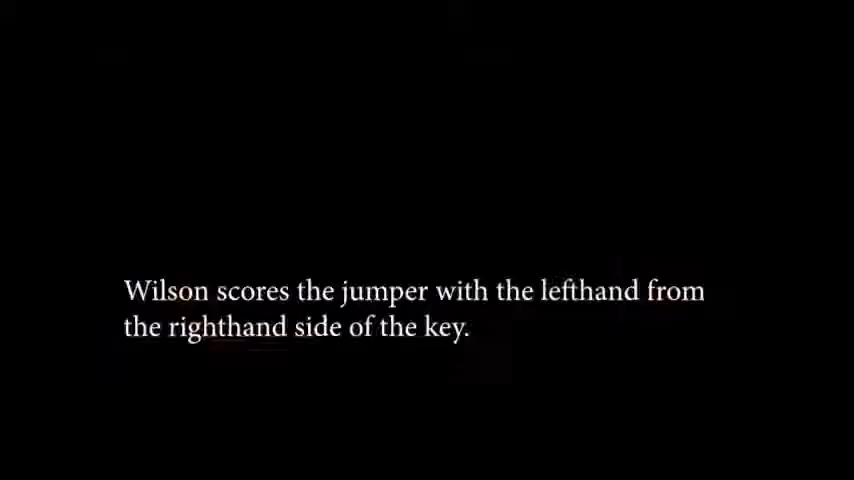 Wilson scores the jumper with the lefthand from
the righthand side of the key.